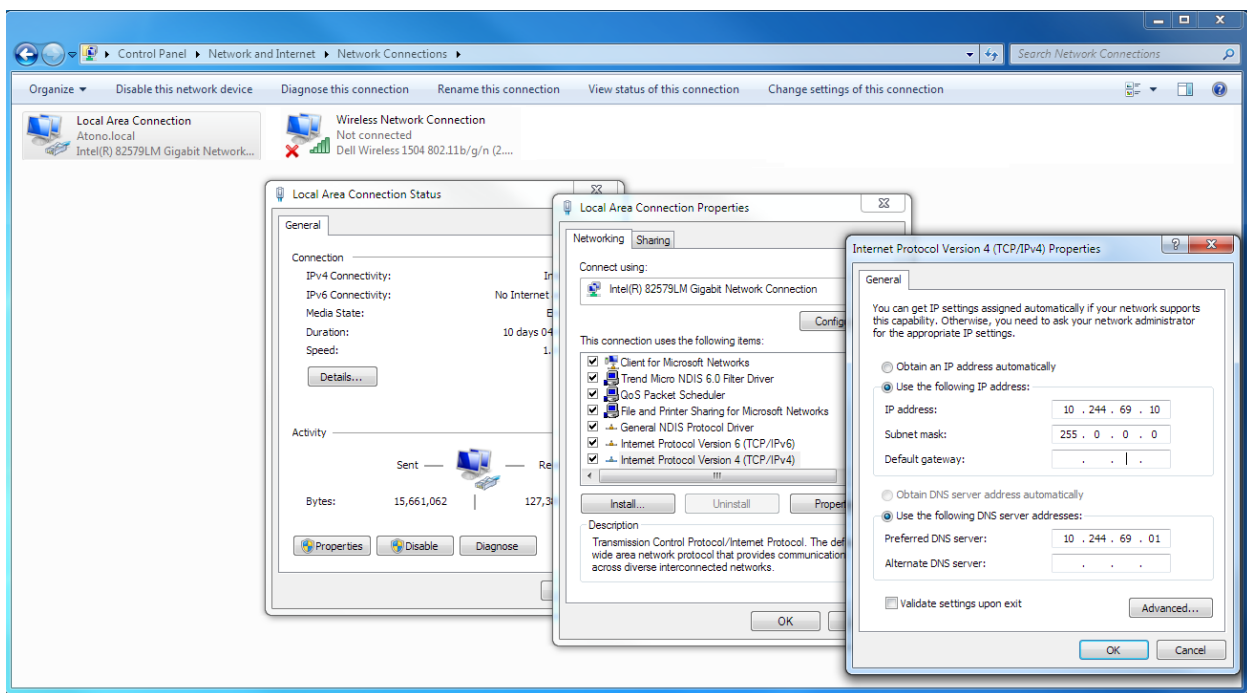 Control Panel ▸ Network and Internet ▸ Network Connections ▸
Search Network Connections
Organize ▾ Disable this network device Diagnose this connection Rename this connection View status of this connection Change settings of this connection
Local Area Connection
Atono.local
Intel(R) 82579LM Gigabit Network...
Wireless Network Connection
Not connected
Dell Wireless 1504 802.11b/g/n (2....
Local Area Connection Status
General
Connection
IPv4 Connectivity:
IPv6 Connectivity: No Internet
Media State:
Duration: 10 days 04
Speed: 1.
Details...
Activity
Sent
Bytes: 15,661,062 127,3
Properties Disable Diagnose
Local Area Connection Properties
Networking Sharing
Connect using:
Intel(R) 82579LM Gigabit Network Connection
This connection uses the following items:
Client for Microsoft Networks
Trend Micro NDIS 6.0 Filter Driver
QoS Packet Scheduler
File and Printer Sharing for Microsoft Networks
General NDIS Protocol Driver
Internet Protocol Version 6 (TCP/IPv6)
Internet Protocol Version 4 (TCP/IPv4)
Install... Uninstall
Description
Transmission Control Protocol/Internet Protocol. The
wide area network protocol that provides communication
across diverse interconnected networks.
OK
Internet Protocol Version 4 (TCP/IPv4) Properties
General
You can get IP settings assigned automatically if your network supports
this capability. Otherwise, you need to ask your network administrator
for the appropriate IP settings.
Obtain an IP address automatically
Use the following IP address:
IP address: 10 . 244 . 69 . 10
Subnet mask: 255 . 0 . 0 . 0
Default gateway: . . .
Obtain DNS server address automatically
Use the following DNS server addresses:
Preferred DNS server: 10 . 244 . 69 . 01
Alternate DNS server: . . .
Validate settings upon exit
Advanced...
OK Cancel